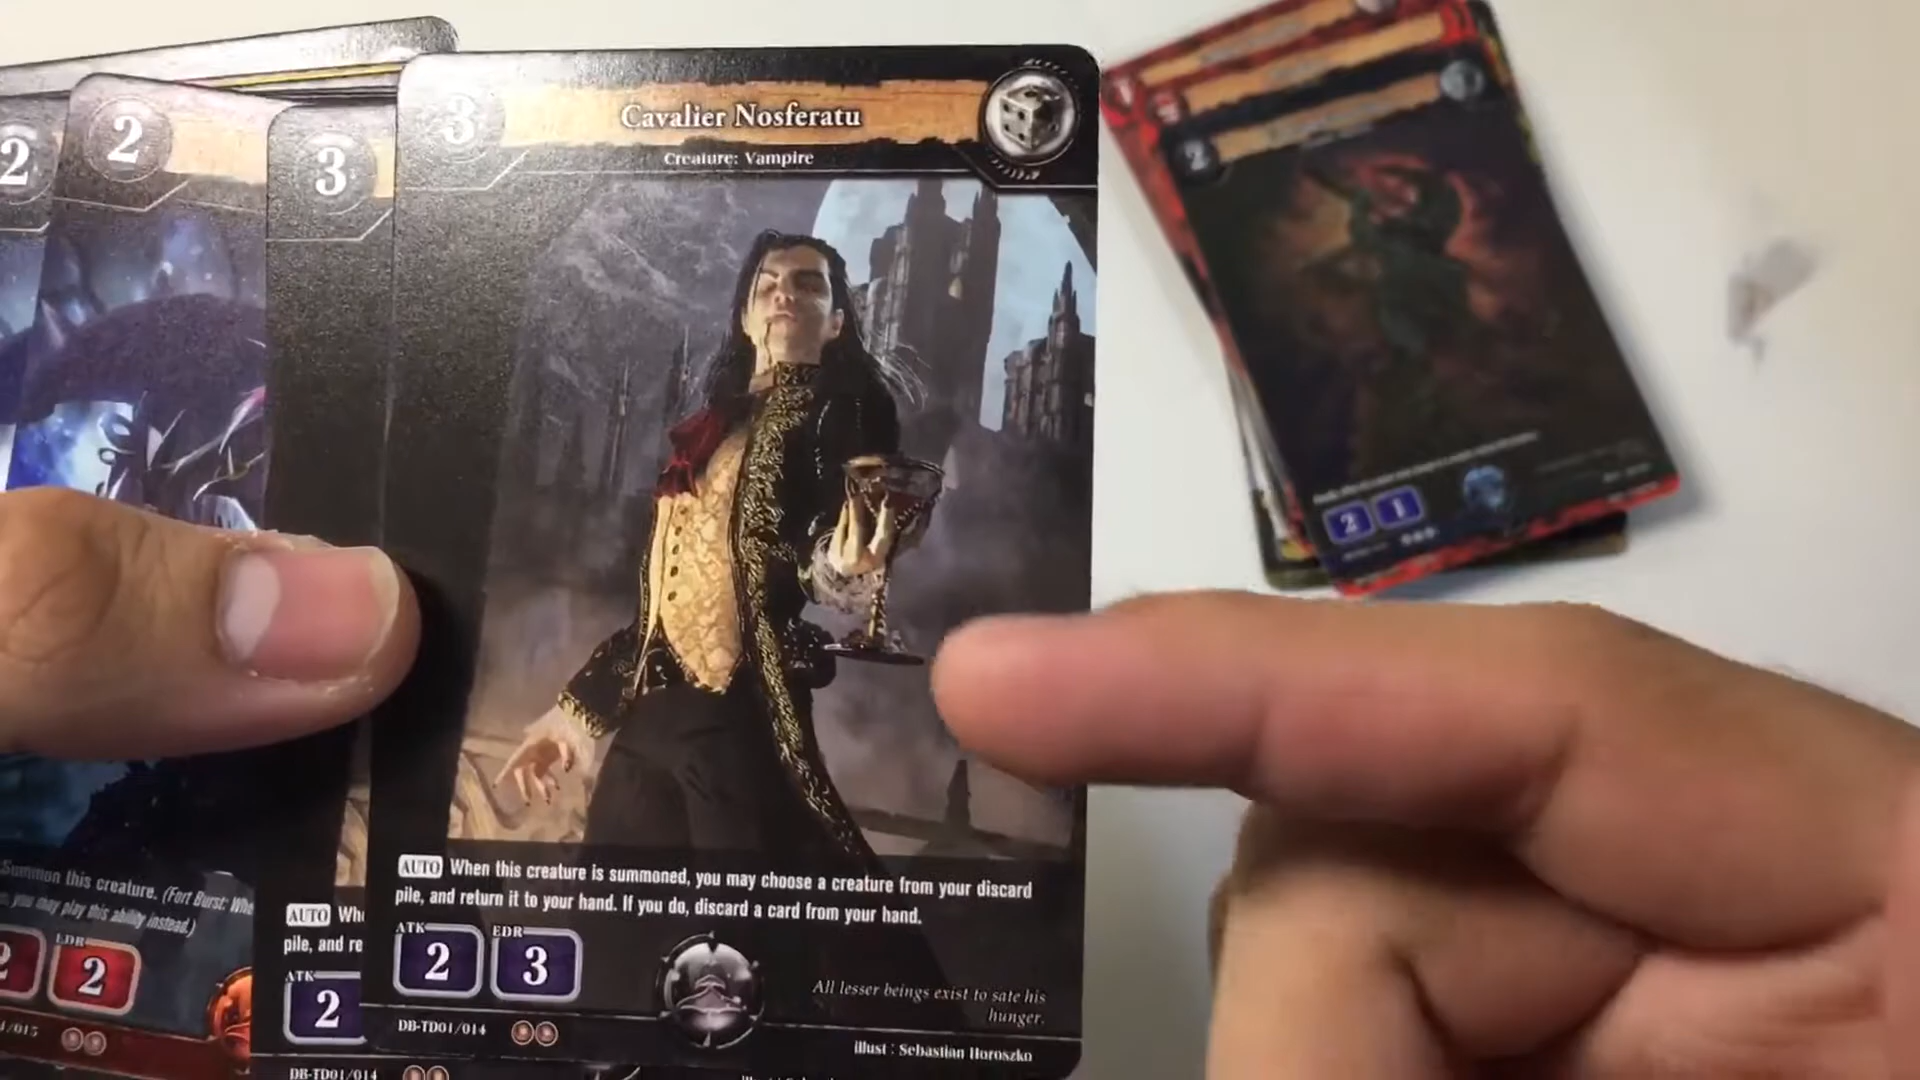 2
2
3
3
Cavalier Nosferatu
Creature: Vampire
AUTO When this creature is summoned, you may choose a creature from your discard
pile, and return it to your hand. If you do, discard a card from your hand.
ATK EDR
2 3
All lesser beings exist to sate his
hunger.
DB-TD01/014
illust : Sebastian Horoszko
Summon this creature. (Fort Burst: Whe
, you may play this ability instead.)
EDR
2 2
/015
AUTO Wh
pile, and re
ATK
2
DB-TD01/014
2
2 1